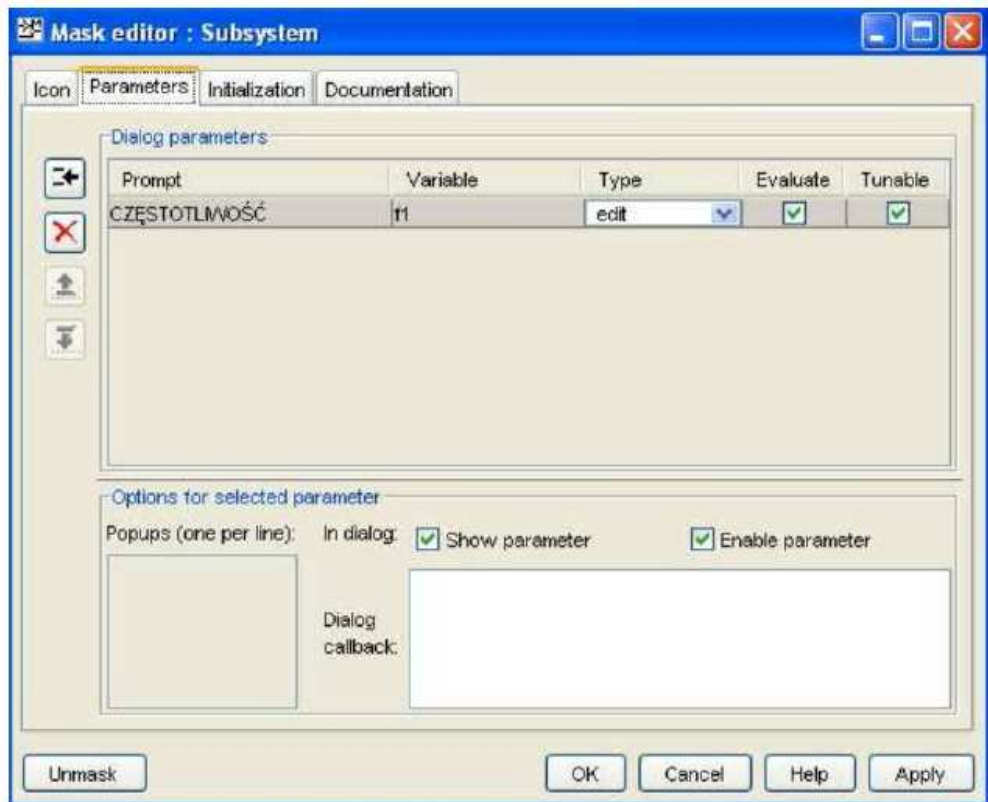 Mask editor : Subsystem
Icon Parameters Initialization Documentation
Dialog parameters
Prompt Variable Type Evaluate Tunable
CZĘSTOTLIWOŚĆ f1 edit
Options for selected parameter
Popups (one per line): In dialog: Show parameter Enable parameter
Dialog
callback:
Unmask OK Cancel Help Apply